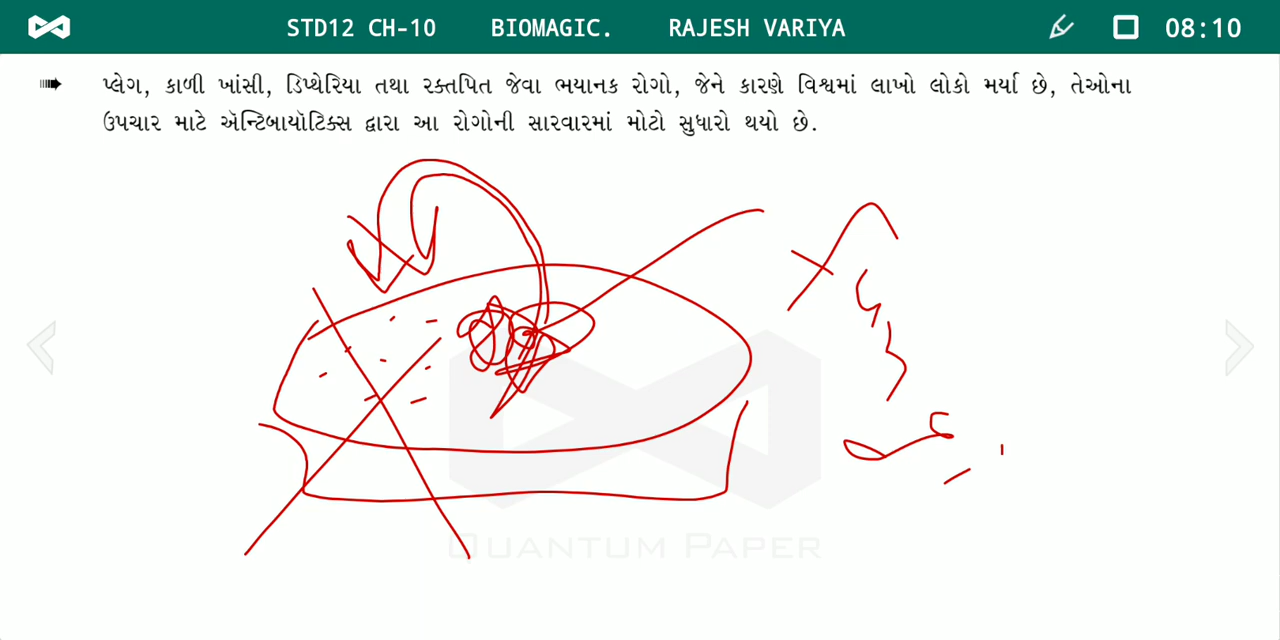 STD12 CH-10 BIOMAGIC. RAJESH VARIYA 08:10
પ્લેગ, કાળી ખાંસી, ડિપ્થેરિયા તથા રક્તપિત જેવા ભયાનક રોગો, જેને કારણે વિશ્વમાં લાખો લોકો મર્યા છે, તેઓના
ઉપચાર માટે ઍન્ટિબાયૉટિક્સ દ્વારા આ રોગોની સારવારમાં મોટો સુધારો થયો છે.
QUANTUM PAPER